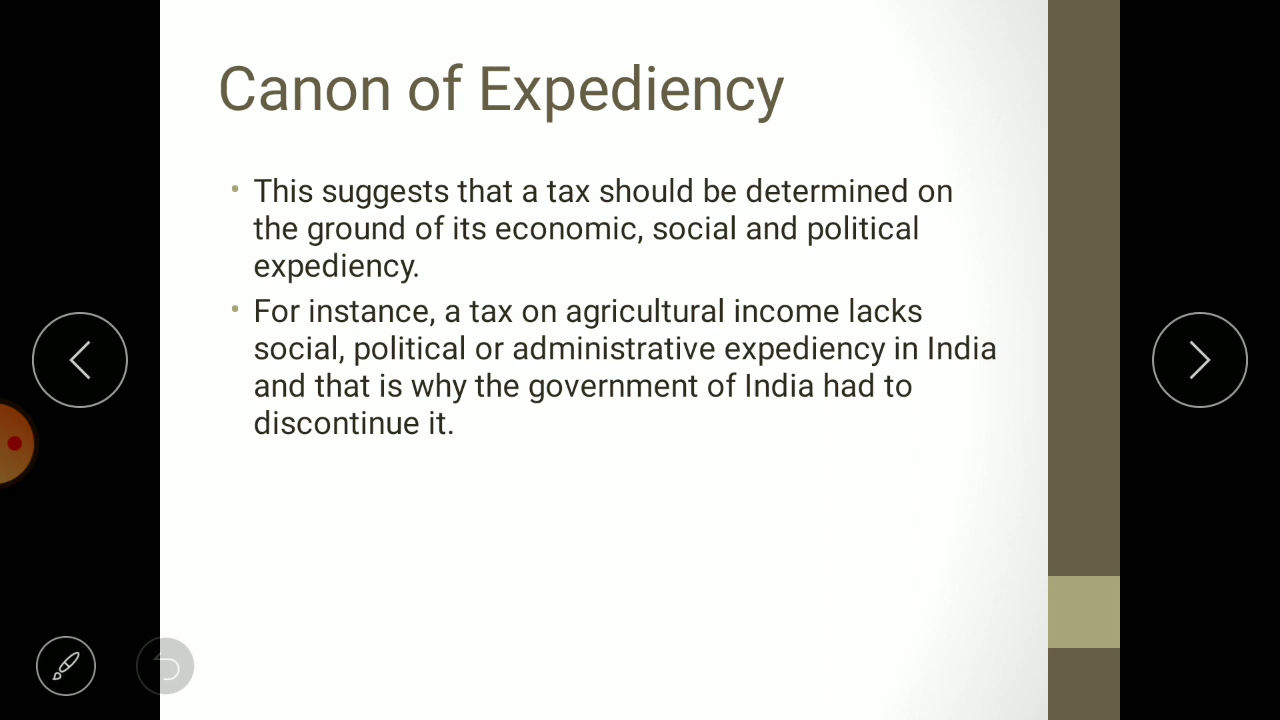 Canon of Expediency
• This suggests that a tax should be determined on
the ground of its economic, social and political
expediency.
• For instance, a tax on agricultural income lacks
social, political or administrative expediency in India
and that is why the government of India had to
discontinue it.